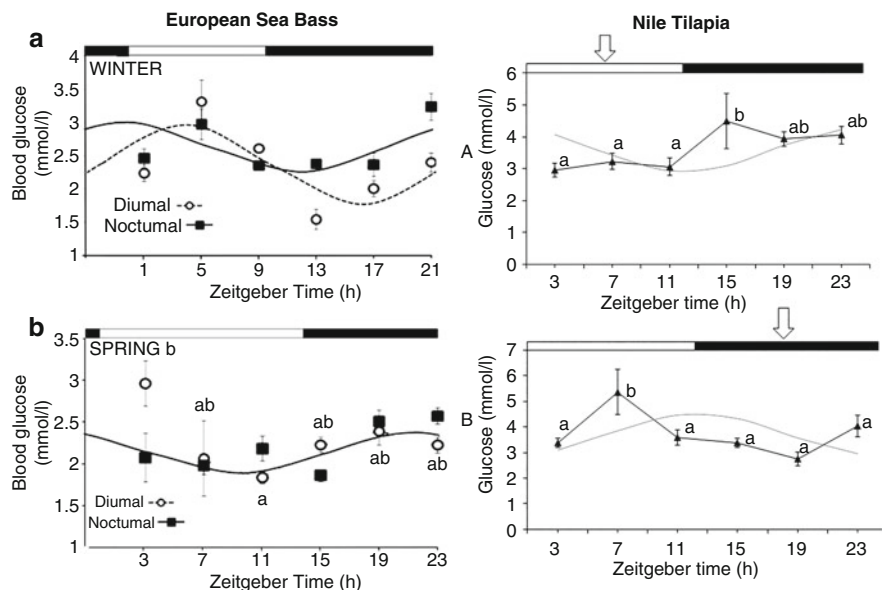 European Sea Bass
Nile Tilapia
a
WINTER
4
3.5
3
2.5
2
1.5
1
Blood glucose
(mmol/l)
Diumal
Noctumal
1 5 9 13 17 21
Zeitgeber Time (h)
A
6
5
4
3
2
1
0
Glucose (mmol/l)
a a a b ab ab
3 7 11 15 19 23
Zeitgeber time (h)
b
SPRING b
3.5
3
2.5
2
1.5
1
Blood glucose
(mmol/l)
ab a ab ab ab
Diumal
Noctumal
3 7 11 15 19 23
Zeitgeber Time (h)
B
7
6
5
4
3
2
1
0
Glucose (mmol/l)
a b a a a a
3 7 11 15 19 23
Zeitgeber time (h)